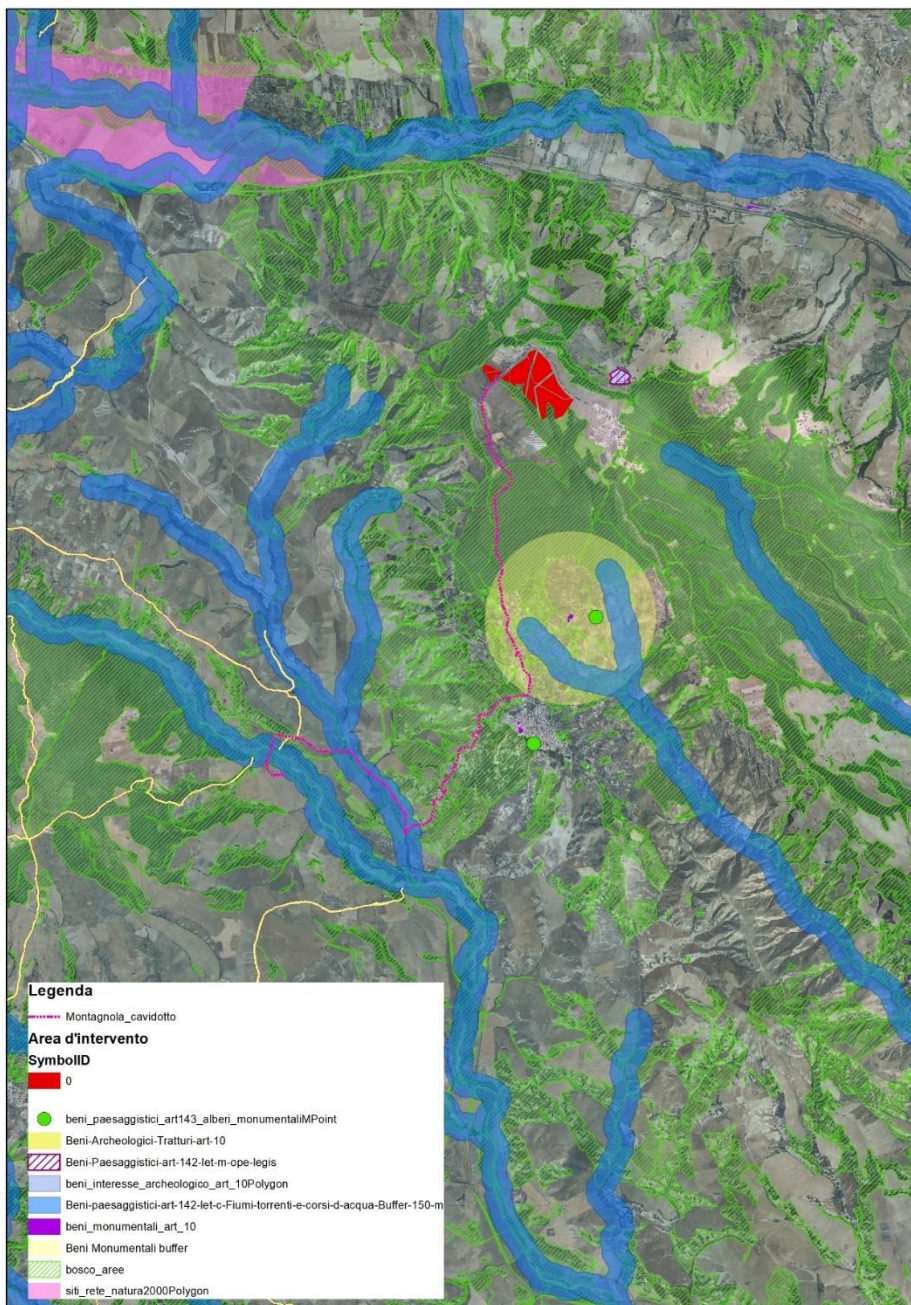 Legenda
Montagnola_cavidotto
Area d'intervento
SymbolID
0
beni_paesaggistici_art143_alberi_monumentaliMPoint
Beni-Archeologici-Tratturi-art-10
Beni-Paesaggistici-art-142-let-m-ope-legis
beni_interesse_archeologico_art_10Polygon
Beni-paesaggistici-art-142-let-c-Fiumi-torrenti-e-corsi-d-acqua-Buffer-150-m
beni_monumentali_art_10
Beni Monumentali buffer
bosco_aree
siti_rete_natura2000Polygon